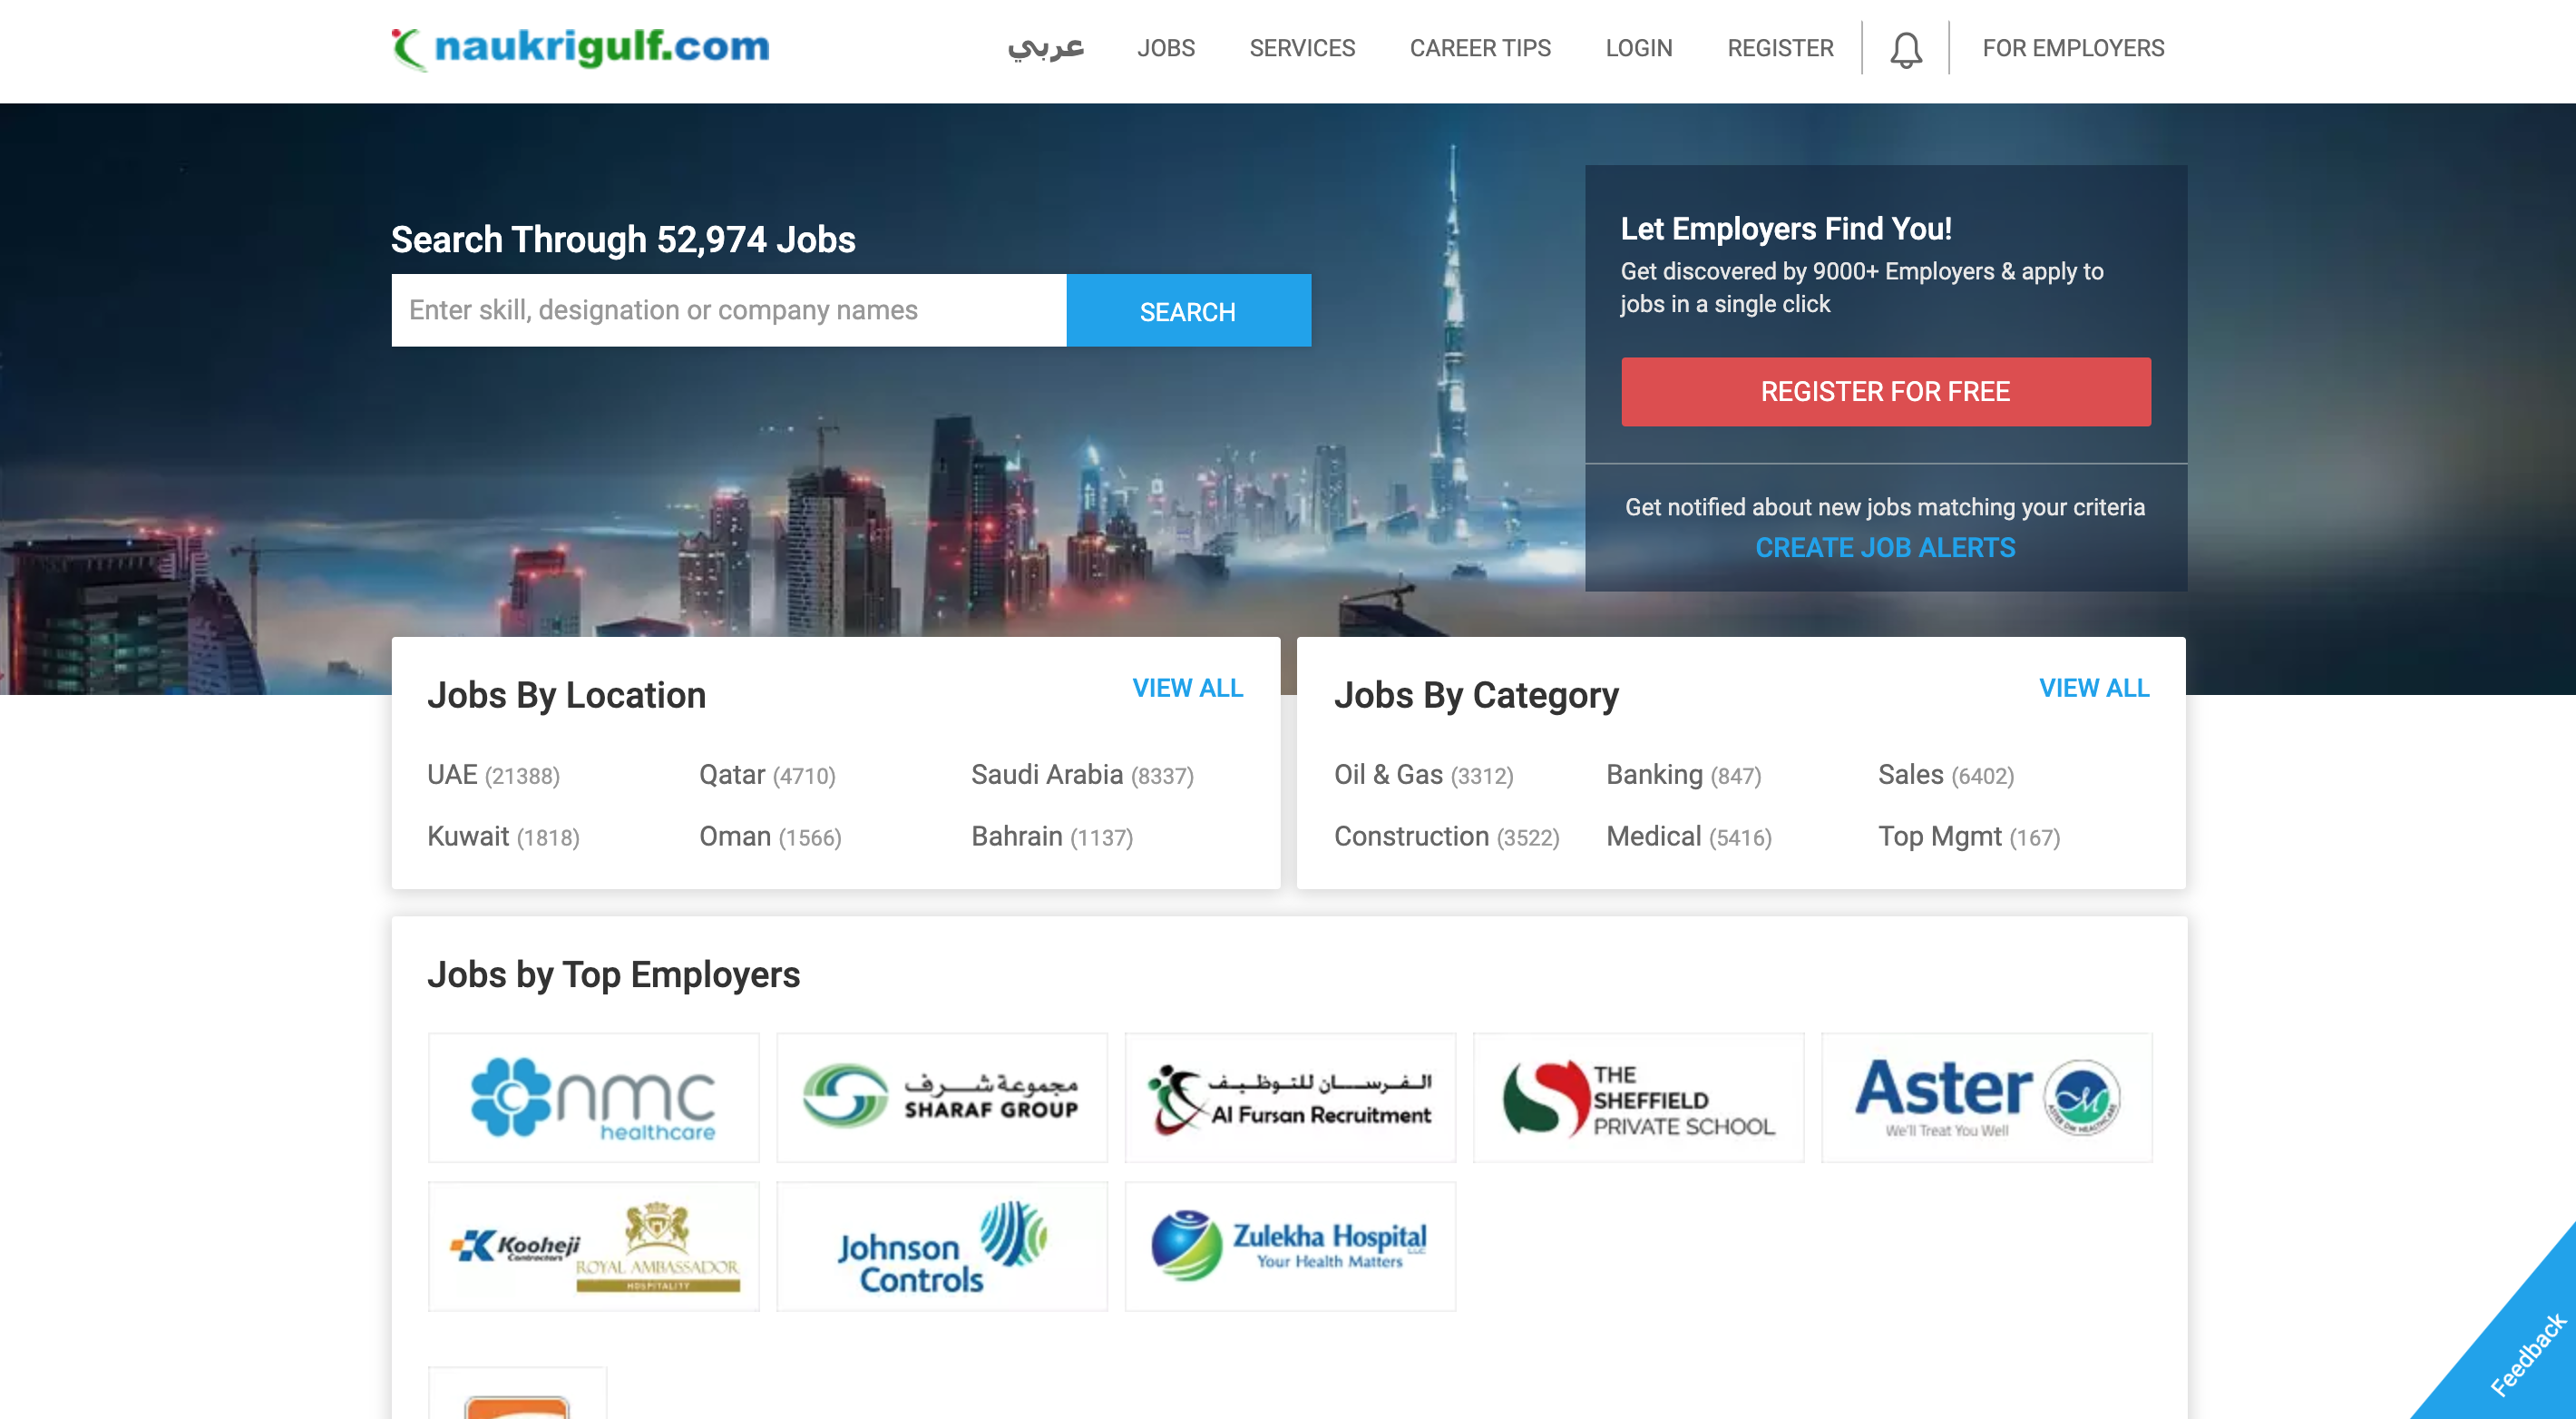 naukrigulf.com
عربي
JOBS
SERVICES
CAREER TIPS
LOGIN
REGISTER
FOR EMPLOYERS
Search Through 52,974 Jobs
Enter skill, designation or company names
SEARCH
Let Employers Find You!
Get discovered by 9000+ Employers & apply to
jobs in a single click
REGISTER FOR FREE
Get notified about new jobs matching your criteria
CREATE JOB ALERTS
Jobs By Location
VIEW ALL
UAE (21388)
Qatar (4710)
Saudi Arabia (8337)
Kuwait (1818)
Oman (1566)
Bahrain (1137)
Jobs By Category
VIEW ALL
Oil & Gas (3312)
Banking (847)
Sales (6402)
Construction (3522)
Medical (5416)
Top Mgmt (167)
Jobs by Top Employers
nmc
healthcare
مجموعة شرف
SHARAF GROUP
الفرسان للتوظيف
Al Fursan Recruitment
THE
SHEFFIELD
PRIVATE SCHOOL
Aster
We'll Treat You Well
ASTER DM HEALTHCARE
Kooheji
Contractors
ROYAL AMBASSADOR
HOSPITALITY
Johnson
Controls
Zulekha Hospital
LLC
Your Health Matters
Feedback